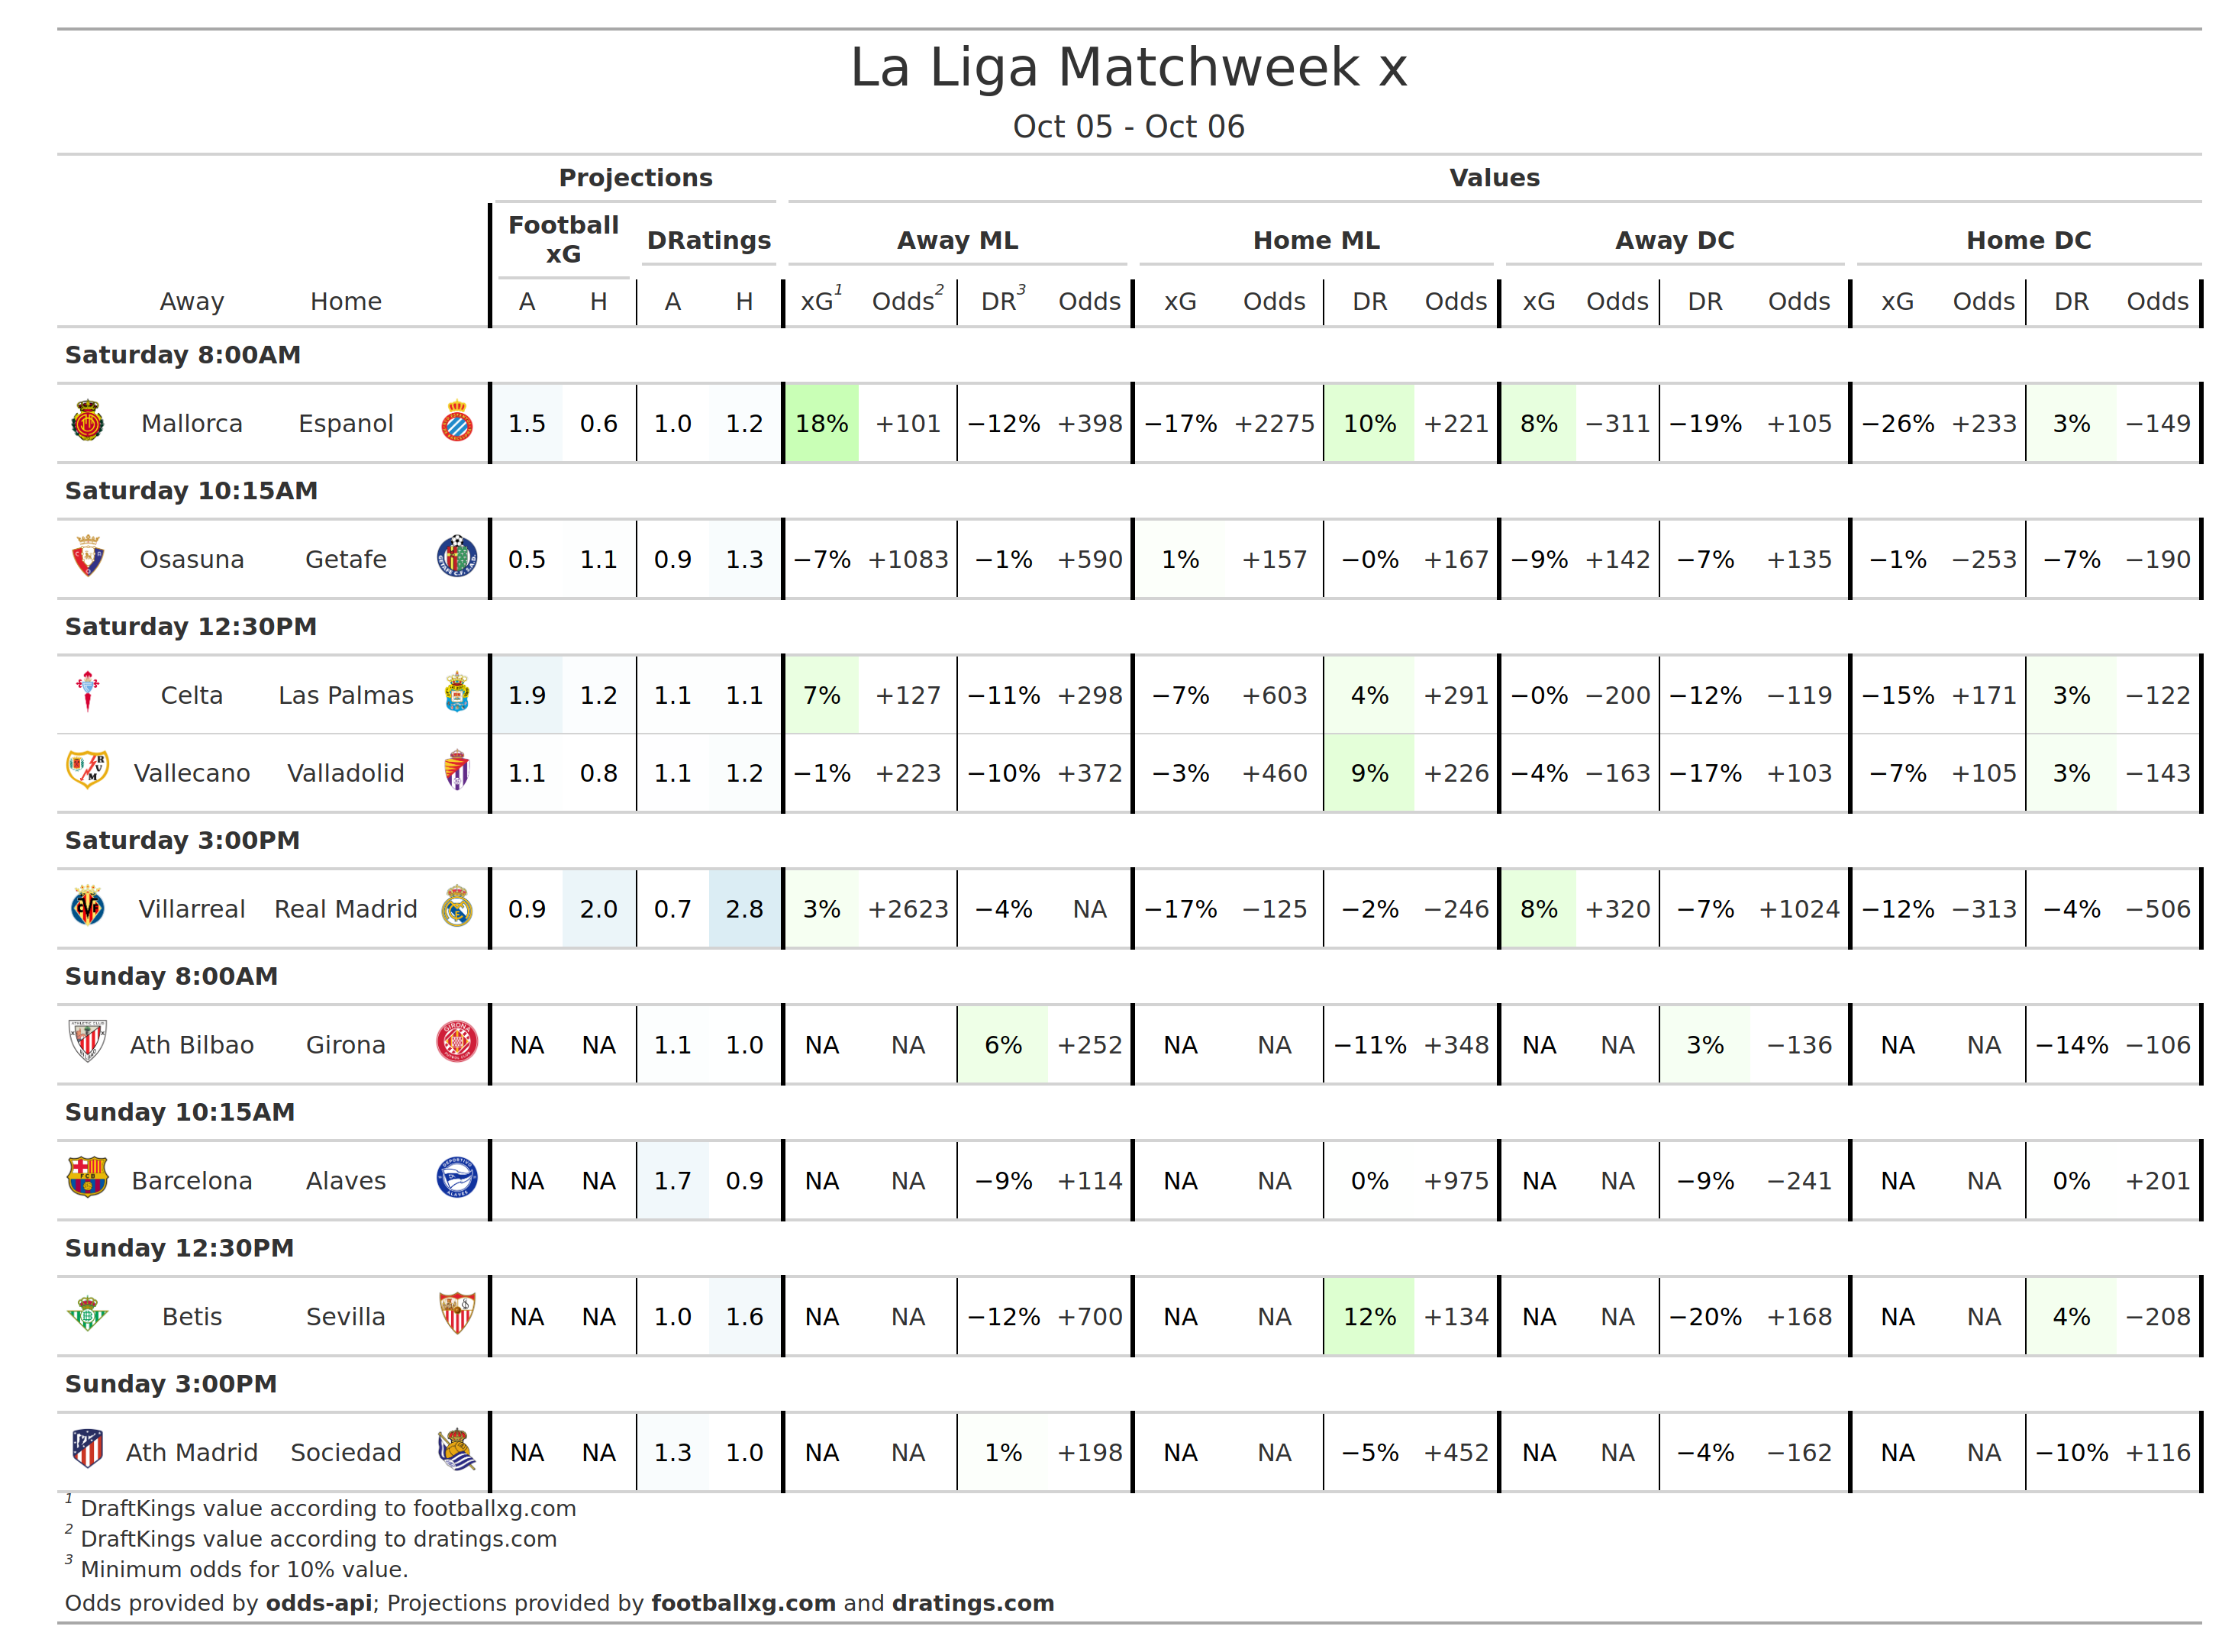 La Liga Matchweek x
Oct 05 - Oct 06
Projections Values
Football xG DRatings Away ML Home ML Away DC Home DC
Away Home A H A H xG1 Odds2 DR3 Odds xG Odds DR Odds xG Odds DR Odds xG Odds DR Odds
Saturday 8:00AM
Mallorca Espanol 1.5 0.6 1.0 1.2 18% +101 −12% +398 −17% +2275 10% +221 8% −311 −19% +105 −26% +233 3% −149
Saturday 10:15AM
Osasuna Getafe 0.5 1.1 0.9 1.3 −7% +1083 −1% +590 1% +157 −0% +167 −9% +142 −7% +135 −1% −253 −7% −190
Saturday 12:30PM
Celta Las Palmas 1.9 1.2 1.1 1.1 7% +127 −11% +298 −7% +603 4% +291 −0% −200 −12% −119 −15% +171 3% −122
Vallecano Valladolid 1.1 0.8 1.1 1.2 −1% +223 −10% +372 −3% +460 9% +226 −4% −163 −17% +103 −7% +105 3% −143
Saturday 3:00PM
Villarreal Real Madrid 0.9 2.0 0.7 2.8 3% +2623 −4% NA −17% −125 −2% −246 8% +320 −7% +1024 −12% −313 −4% −506
Sunday 8:00AM
Ath Bilbao Girona NA NA 1.1 1.0 NA NA 6% +252 NA NA −11% +348 NA NA 3% −136 NA NA −14% −106
Sunday 10:15AM
Barcelona Alaves NA NA 1.7 0.9 NA NA −9% +114 NA NA 0% +975 NA NA −9% −241 NA NA 0% +201
Sunday 12:30PM
Betis Sevilla NA NA 1.0 1.6 NA NA −12% +700 NA NA 12% +134 NA NA −20% +168 NA NA 4% −208
Sunday 3:00PM
Ath Madrid Sociedad NA NA 1.3 1.0 NA NA 1% +198 NA NA −5% +452 NA NA −4% −162 NA NA −10% +116
1 DraftKings value according to footballxg.com
2 DraftKings value according to dratings.com
3 Minimum odds for 10% value.
Odds provided by odds-api; Projections provided by footballxg.com and dratings.com